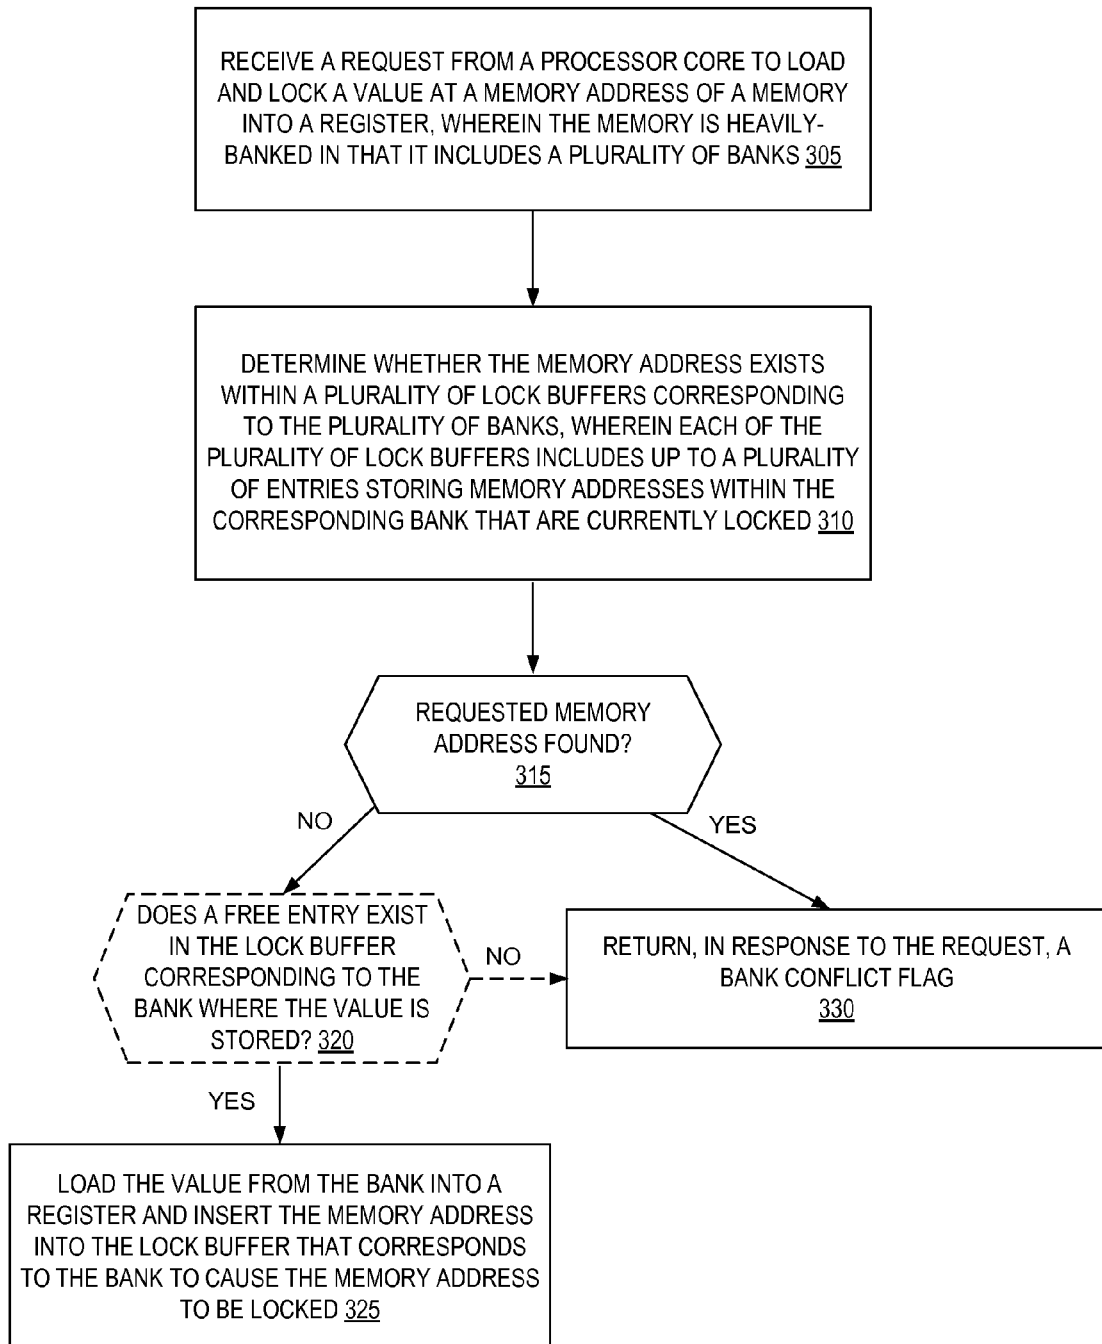 RECEIVE A REQUEST FROM A PROCESSOR CORE TO LOAD
AND LOCK A VALUE AT A MEMORY ADDRESS OF A MEMORY
INTO A REGISTER, WHEREIN THE MEMORY IS HEAVILY-
BANKED IN THAT IT INCLUDES A PLURALITY OF BANKS 305
DETERMINE WHETHER THE MEMORY ADDRESS EXISTS
WITHIN A PLURALITY OF LOCK BUFFERS CORRESPONDING
TO THE PLURALITY OF BANKS, WHEREIN EACH OF THE
PLURALITY OF LOCK BUFFERS INCLUDES UP TO A PLURALITY
OF ENTRIES STORING MEMORY ADDRESSES WITHIN THE
CORRESPONDING BANK THAT ARE CURRENTLY LOCKED 310
REQUESTED MEMORY
ADDRESS FOUND?
315
NO
YES
DOES A FREE ENTRY EXIST
IN THE LOCK BUFFER
CORRESPONDING TO THE
BANK WHERE THE VALUE IS
STORED? 320
NO
RETURN, IN RESPONSE TO THE REQUEST, A
BANK CONFLICT FLAG
330
YES
LOAD THE VALUE FROM THE BANK INTO A
REGISTER AND INSERT THE MEMORY ADDRESS
INTO THE LOCK BUFFER THAT CORRESPONDS
TO THE BANK TO CAUSE THE MEMORY ADDRESS
TO BE LOCKED 325